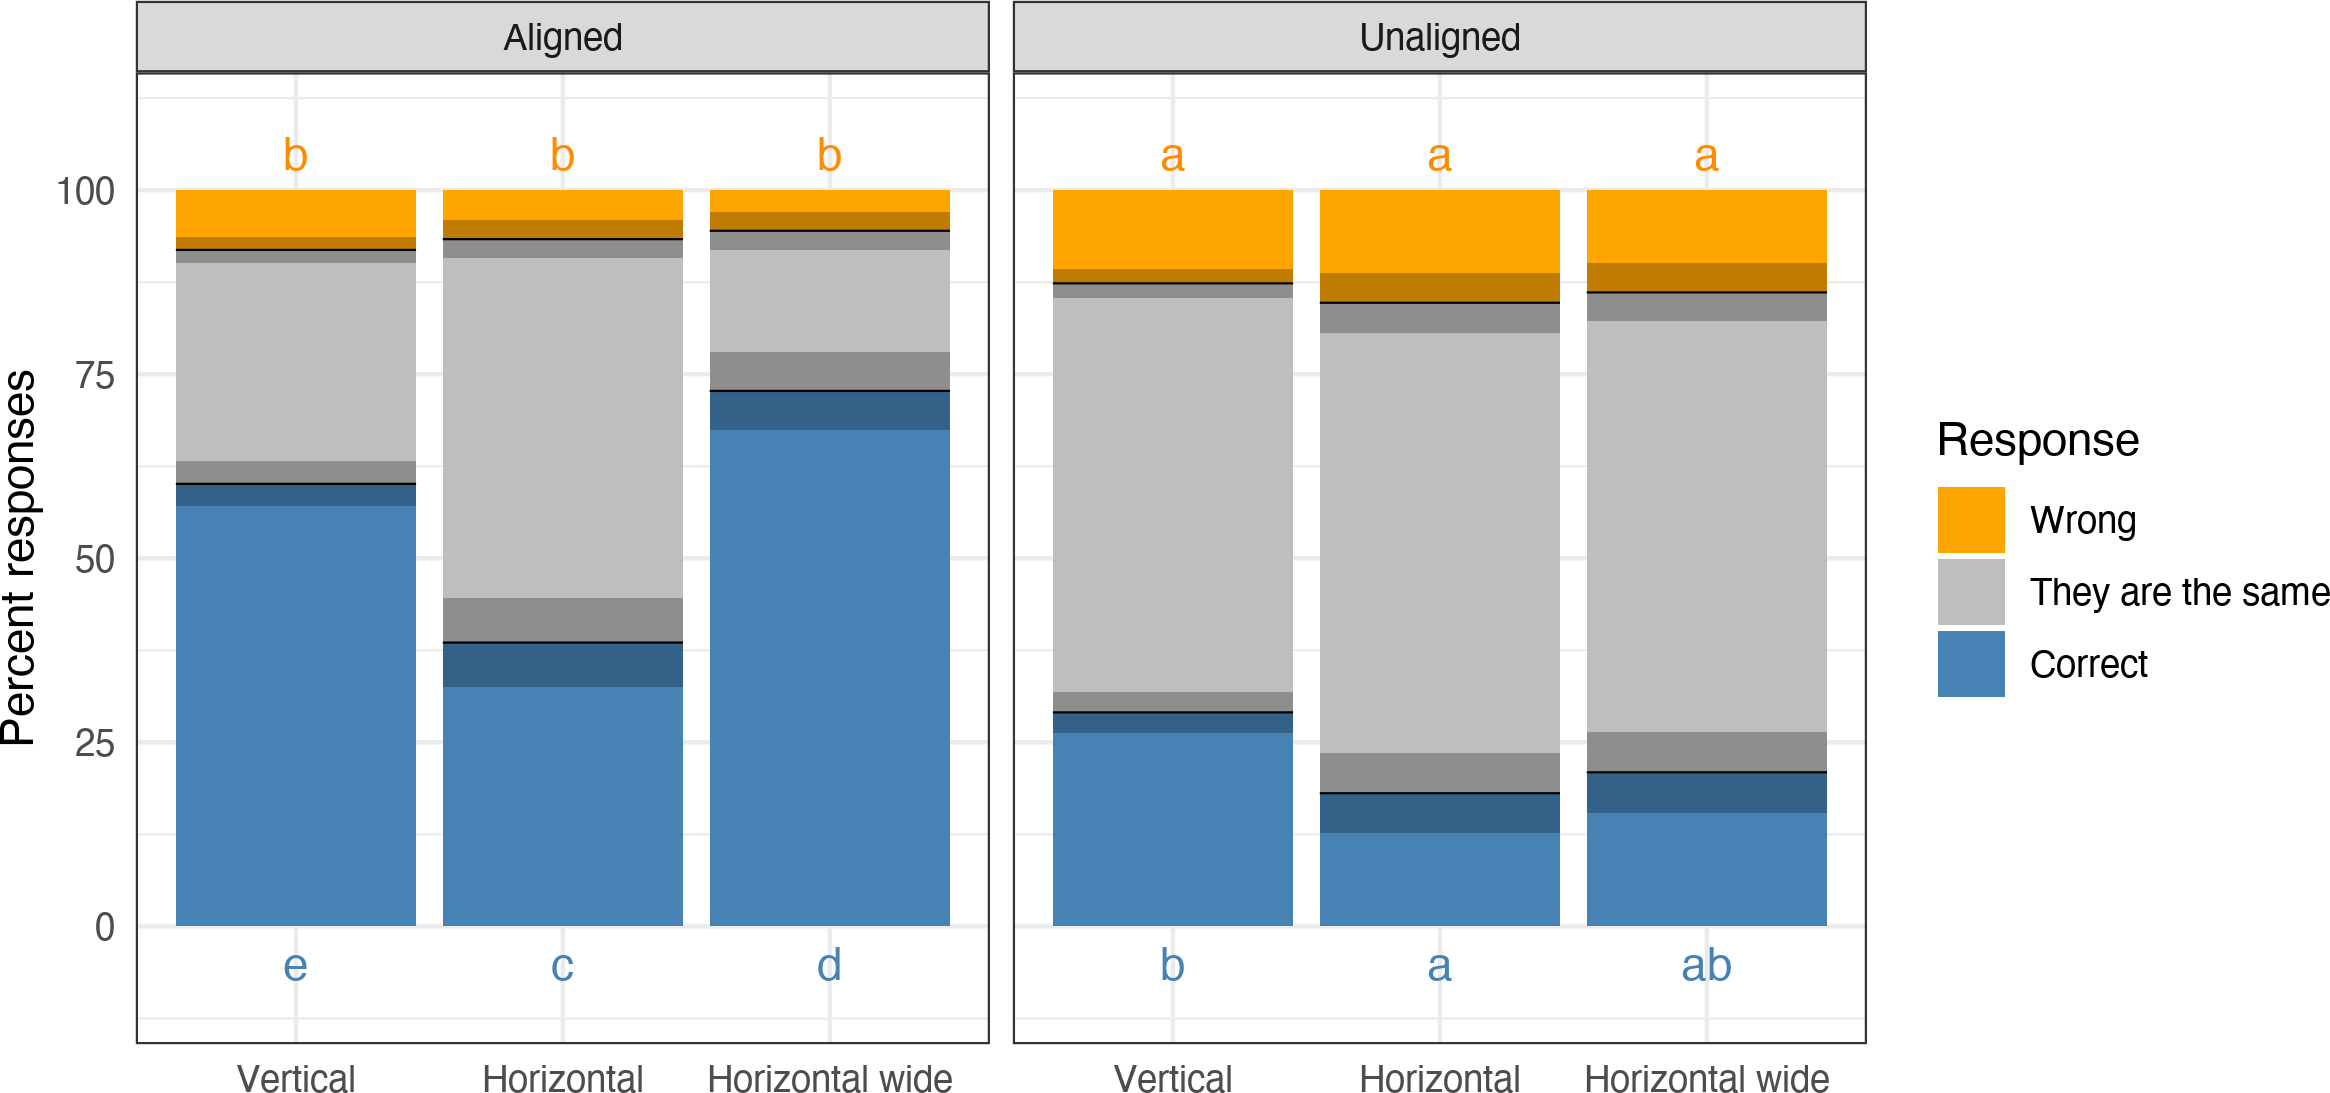 Aligned
Unaligned
b
b
b
a
a
a
100
75
50
25
0
Percent responses
e
c
d
b
a
ab
Vertical
Horizontal
Horizontal wide
Vertical
Horizontal
Horizontal wide
Response
Wrong
They are the same
Correct